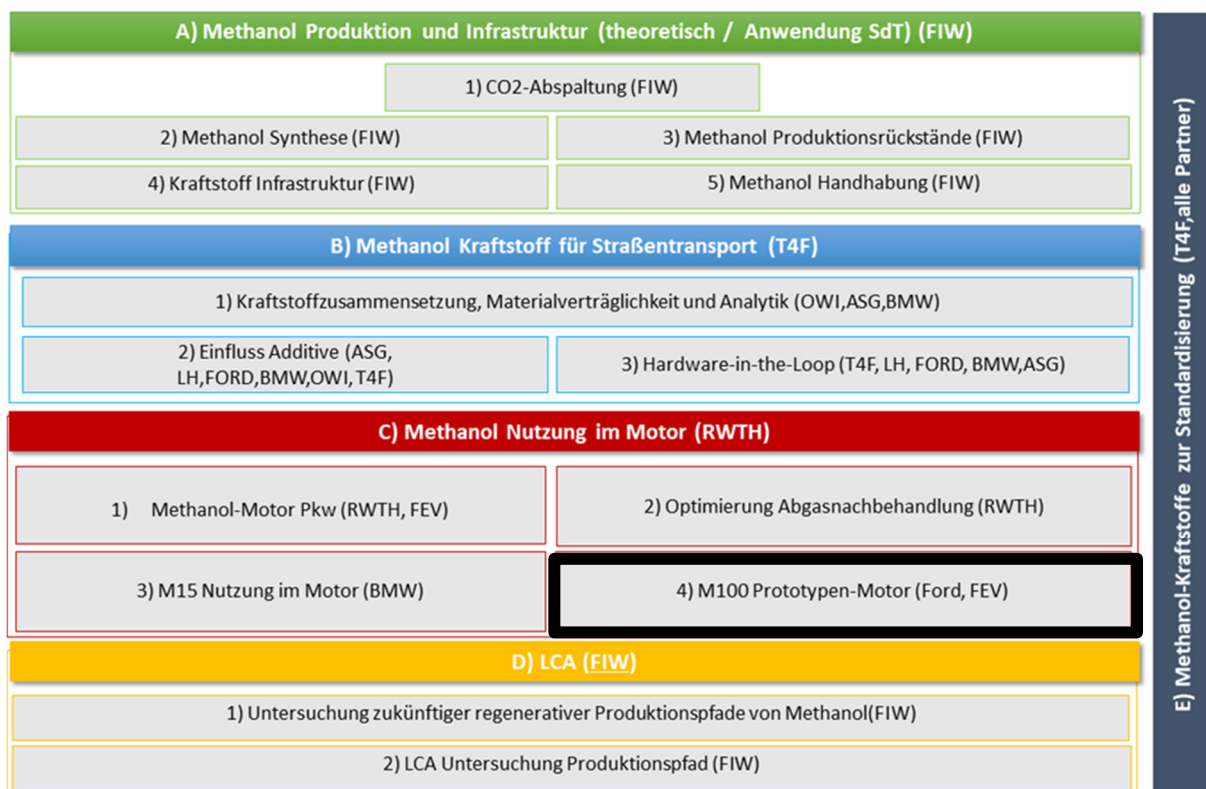 A) Methanol Produktion und Infrastruktur (theoretisch / Anwendung SdT) (FIW)
1) CO2-Abspaltung (FIW)
2) Methanol Synthese (FIW)
3) Methanol Produktionsrückstände (FIW)
4) Kraftstoff Infrastruktur (FIW)
5) Methanol Handhabung (FIW)
B) Methanol Kraftstoff für Straßentransport (T4F)
1) Kraftstoffzusammensetzung, Materialverträglichkeit und Analytik (OWI,ASG,BMW)
2) Einfluss Additive (ASG,
LH,FORD,BMW,OWI, T4F)
3) Hardware-in-the-Loop (T4F, LH, FORD, BMW,ASG)
C) Methanol Nutzung im Motor (RWTH)
1) Methanol-Motor Pkw (RWTH, FEV)
2) Optimierung Abgasnachbehandlung (RWTH)
3) M15 Nutzung im Motor (BMW)
4) M100 Prototypen-Motor (Ford, FEV)
D) LCA (FIW)
1) Untersuchung zukünftiger regenerativer Produktionspfade von Methanol(FIW)
2) LCA Untersuchung Produktionspfad (FIW)
E) Methanol-Kraftstoffe zur Standardisierung (T4F,alle Partner)